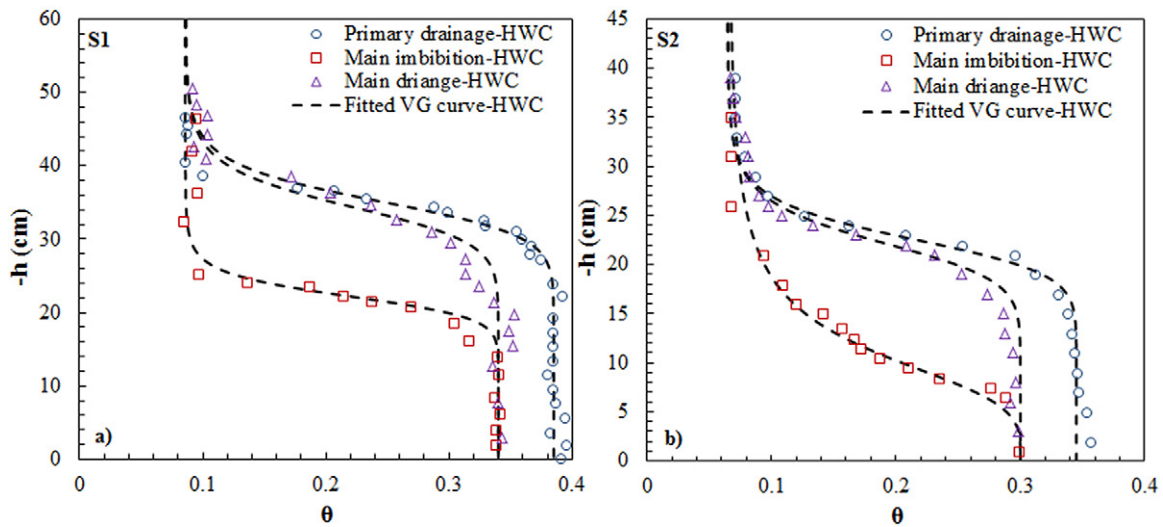 S1
Primary drainage-HWC
Main imbibition-HWC
Main driange-HWC
Fitted VG curve-HWC
60
50
40
30
20
10
0
-h (cm)
a)
0
0.1
0.2
0.3
0.4
θ
S2
Primary drainage-HWC
Main imbibition-HWC
Main driange-HWC
Fitted VG curve-HWC
45
40
35
30
25
20
15
10
5
0
-h (cm)
b)
0
0.1
0.2
0.3
0.4
θ